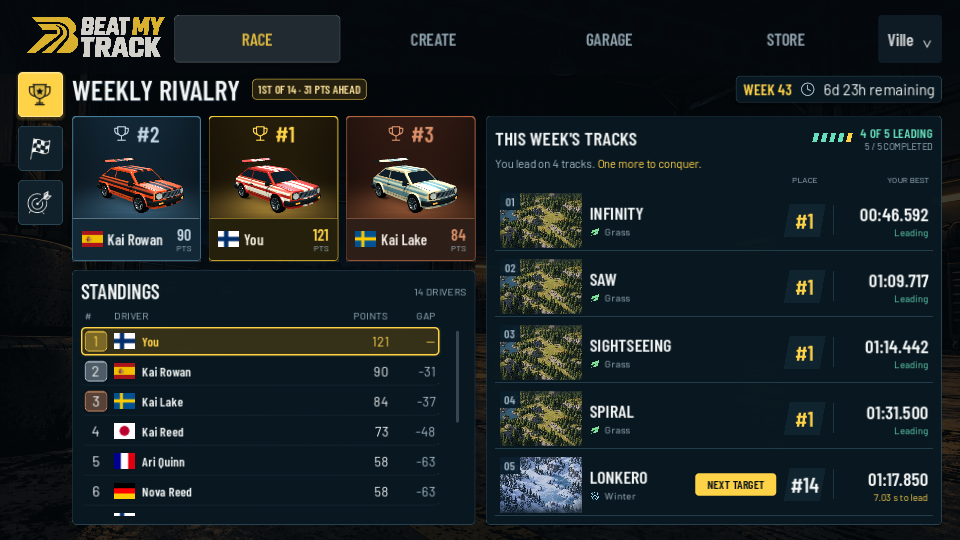 BEAT MY
TRACK
RACE
CREATE
GARAGE
STORE
Ville
WEEKLY RIVALRY
1ST OF 14 · 31 PTS AHEAD
WEEK 43
6d 23h remaining
#2
Kai Rowan
90
PTS
#1
You
121
PTS
#3
Kai Lake
84
PTS
STANDINGS
14 DRIVERS
# DRIVER POINTS GAP
1 You 121 –
2 Kai Rowan 90 -31
3 Kai Lake 84 -37
4 Kai Reed 73 -48
5 Ari Quinn 58 -63
6 Nova Reed 58 -63
THIS WEEK'S TRACKS
4 OF 5 LEADING
5 / 5 COMPLETED
You lead on 4 tracks. One more to conquer.
PLACE YOUR BEST
01 INFINITY
Grass
#1
00:46.592
Leading
02 SAW
Grass
#1
01:09.717
Leading
03 SIGHTSEEING
Grass
#1
01:14.442
Leading
04 SPIRAL
Grass
#1
01:31.500
Leading
05 LONKERO
Winter
NEXT TARGET
#14
01:17.850
7.03 s to lead